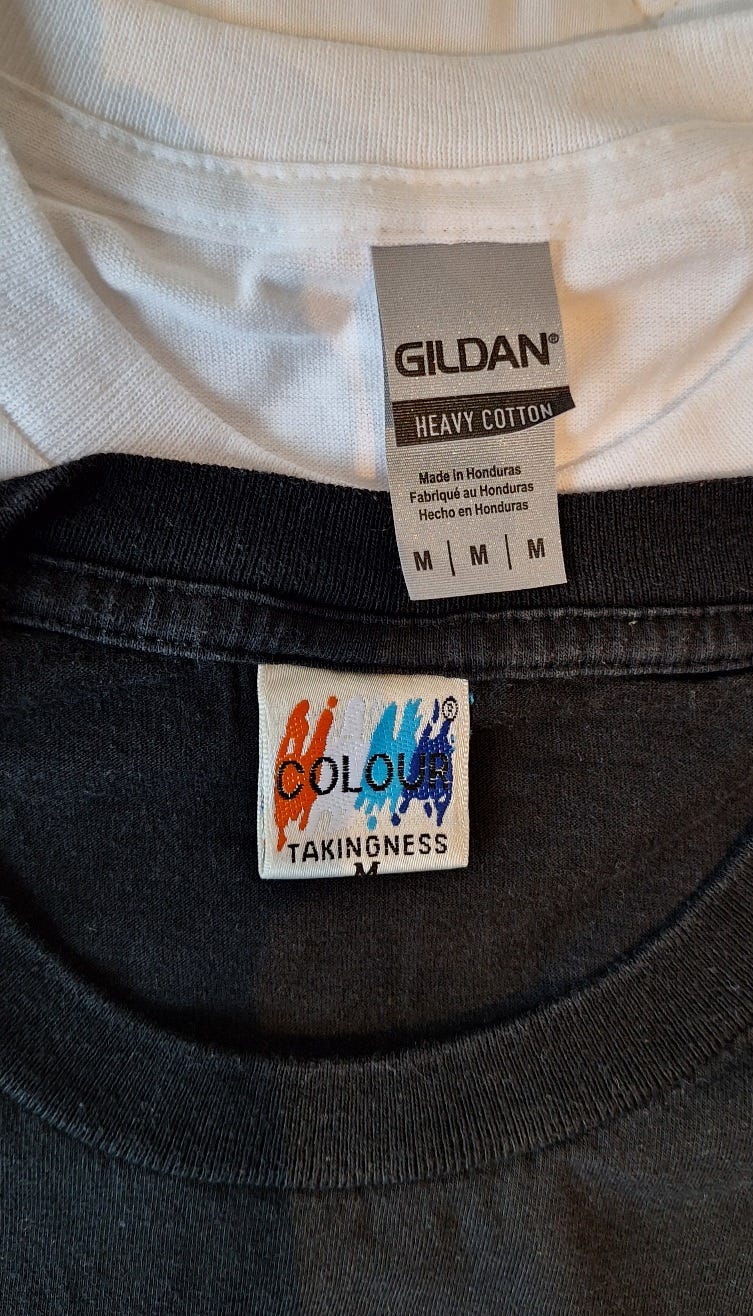 GILDAN®
HEAVY COTTON
Made in Honduras
Fabriqué au Honduras
Hecho en Honduras
M | M | M
®
COLOUR
TAKINGNESS
M